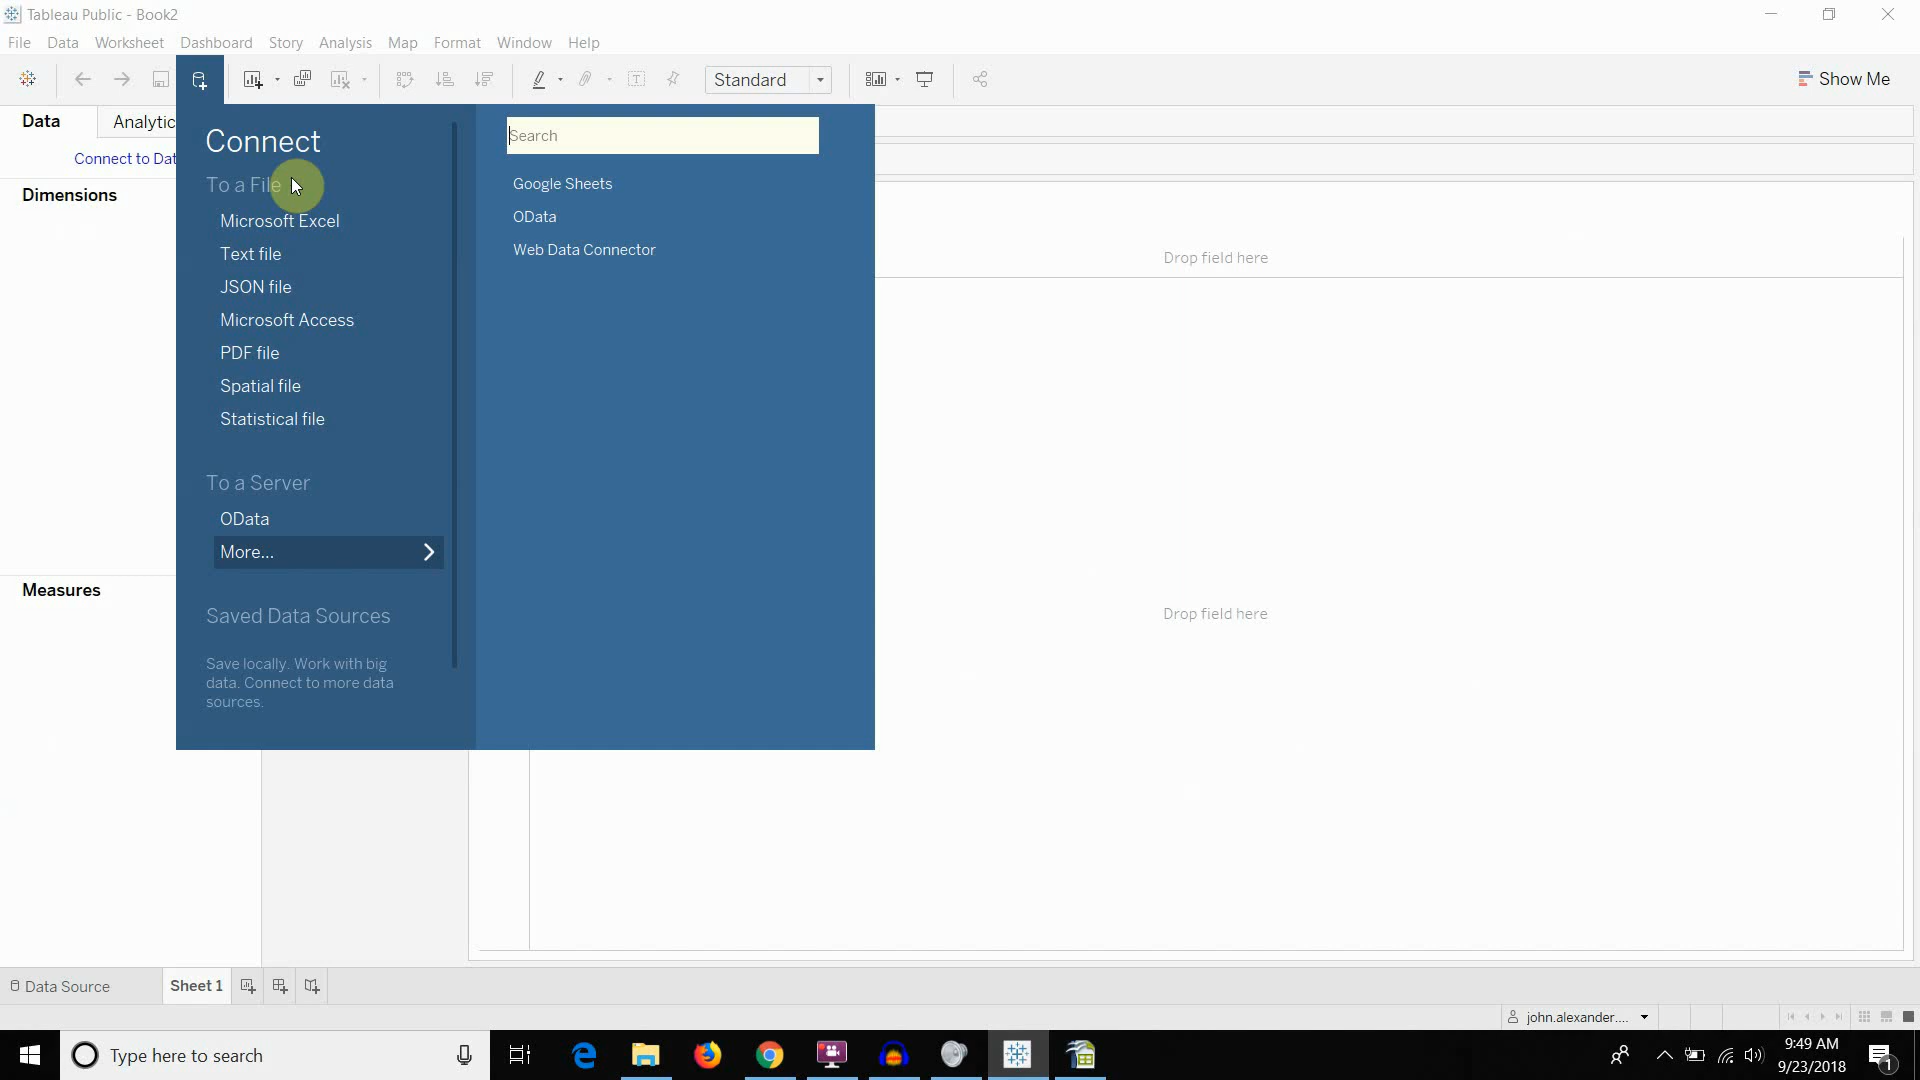 Tableau Public - Book2
File Data Worksheet Dashboard Story Analysis Map Format Window Help
Standard
Show Me
Data
Analytic
Connect to Dat
Dimensions
Measures
Connect
To a File
Microsoft Excel
Text file
JSON file
Microsoft Access
PDF file
Spatial file
Statistical file
To a Server
OData
More...
Saved Data Sources
Save locally. Work with big
data. Connect to more data
sources.
Search
Google Sheets
OData
Web Data Connector
Drop field here
Drop field here
Data Source
Sheet 1
john.alexander....
Type here to search
9:49 AM
9/23/2018
1